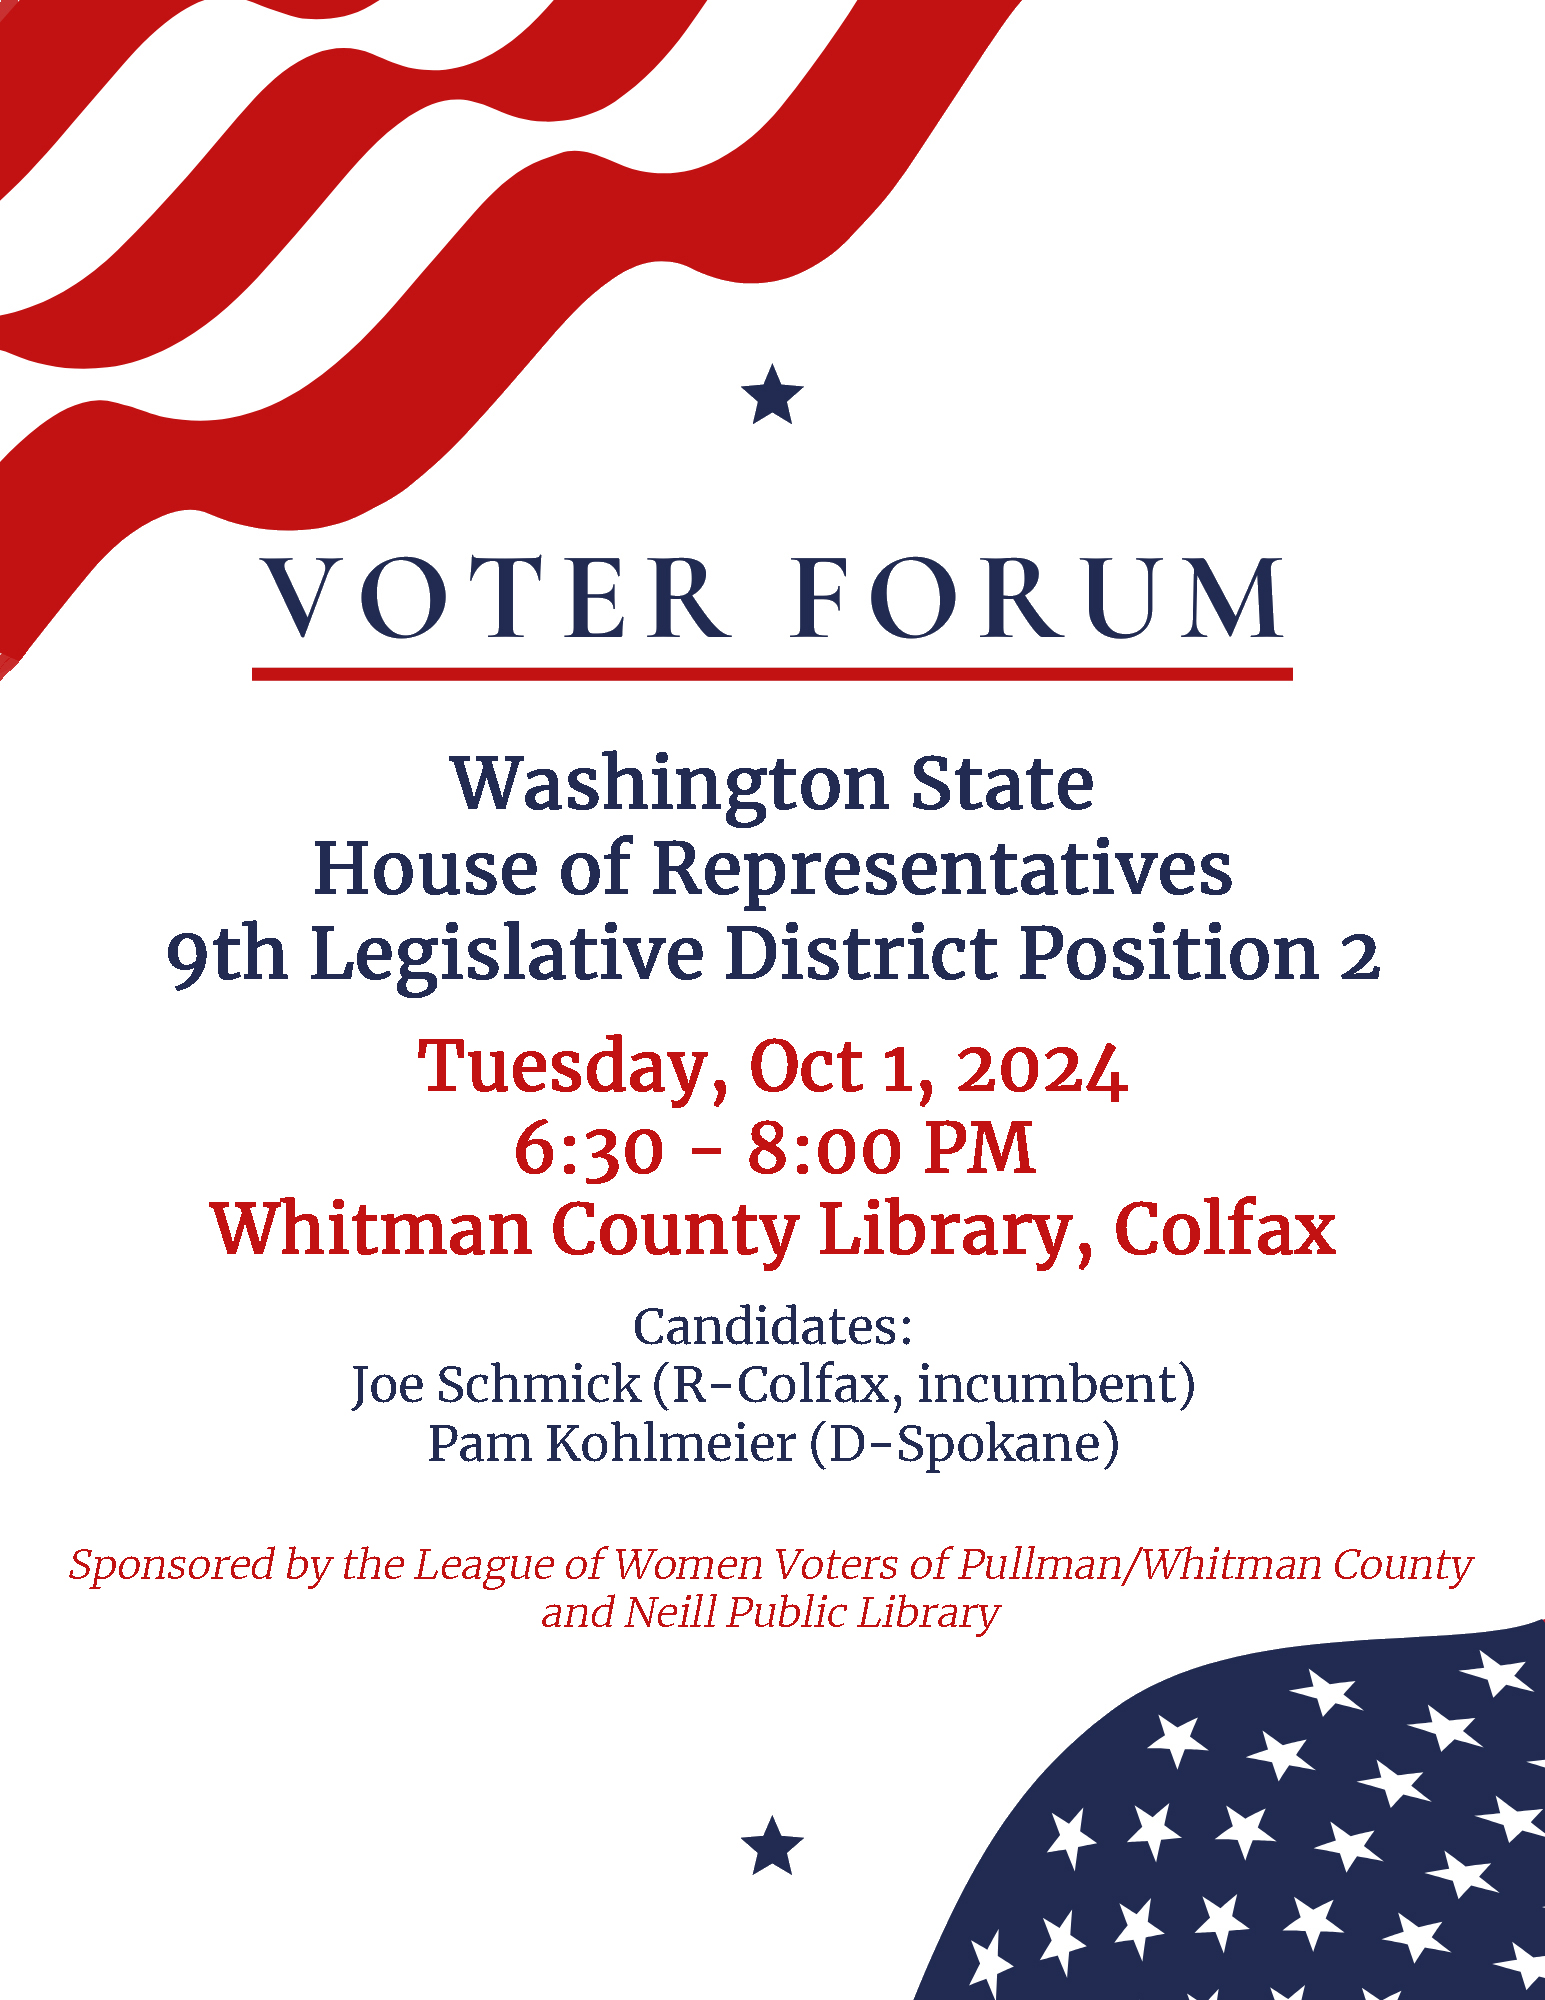 VOTER FORUM
Washington State
House of Representatives
9th Legislative District Position 2
Tuesday, Oct 1, 2024
6:30 - 8:00 PM
Whitman County Library, Colfax
Candidates:
Joe Schmick (R-Colfax, incumbent)
Pam Kohlmeier (D-Spokane)
Sponsored by the League of Women Voters of Pullman/Whitman County
and Neill Public Library